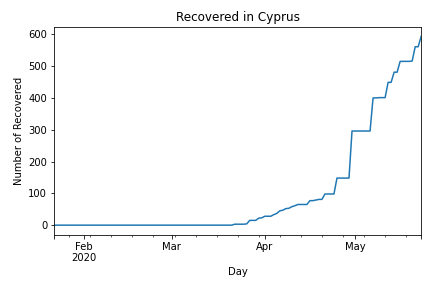 Recovered in Cyprus
Number of Recovered
600
500
400
300
200
100
0
Feb
2020
Mar
Apr
May
Day